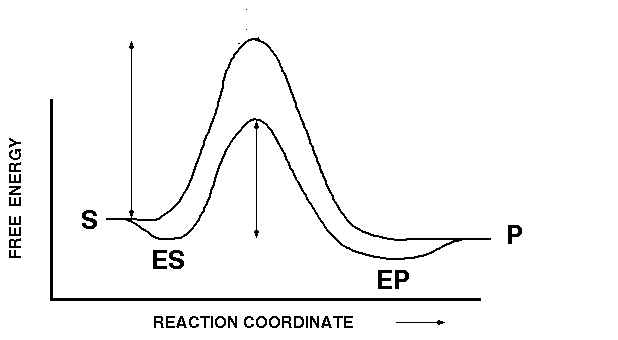 FREE ENERGY
S
ES
EP
P
REACTION COORDINATE